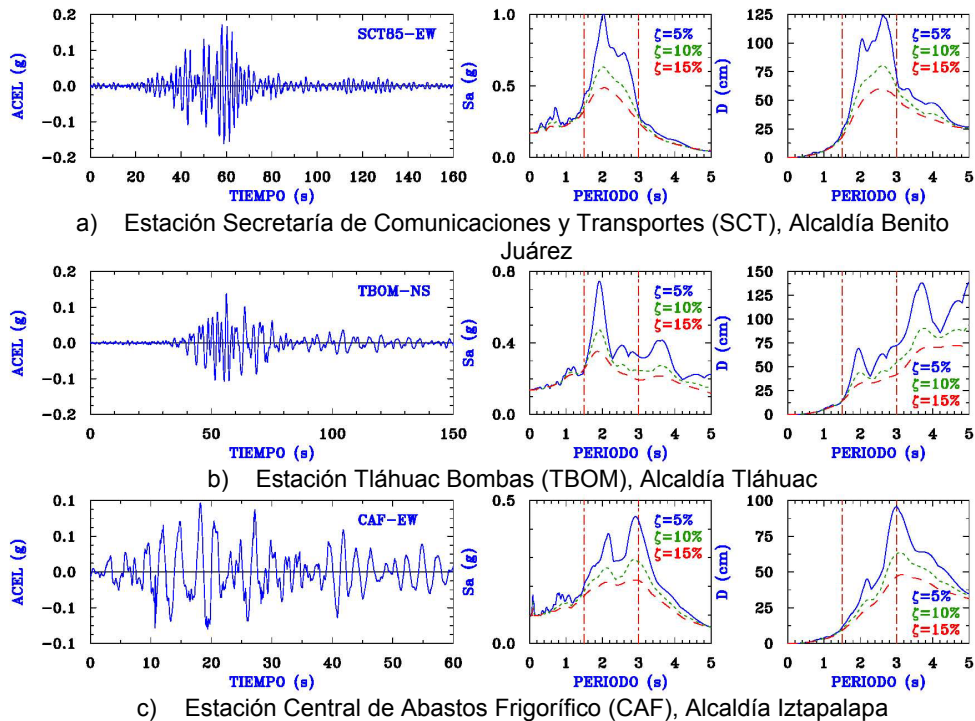 0.2
0.1
0.0
-0.1
-0.2
ACEL (g)
SCT85-EW
0 20 40 60 80 100 120 140 160
TIEMPO (s)
1.0
0.5
0.0
Sa (g)
ζ=5%
ζ=10%
ζ=15%
0 1 2 3 4 5
PERIODO (s)
125
100
75
50
25
0
D (cm)
ζ=5%
ζ=10%
ζ=15%
0 1 2 3 4 5
PERIODO (s)
a) Estación Secretaría de Comunicaciones y Transportes (SCT), Alcaldía Benito
Juárez
0.2
0.1
0.0
-0.1
-0.2
ACEL (g)
TBOM-NS
0 50 100 150
TIEMPO (s)
0.8
0.4
0.0
Sa (g)
ζ=5%
ζ=10%
ζ=15%
0 1 2 3 4 5
PERIODO (s)
150
125
100
75
50
25
0
D (cm)
ζ=5%
ζ=10%
ζ=15%
0 1 2 3 4 5
PERIODO (s)
b) Estación Tláhuac Bombas (TBOM), Alcaldía Tláhuac
0.1
0.1
0.0
-0.1
-0.1
ACEL (g)
CAF-EW
0 10 20 30 40 50 60
TIEMPO (s)
0.5
0.0
Sa (g)
ζ=5%
ζ=10%
ζ=15%
0 1 2 3 4 5
PERIODO (s)
100
75
50
25
0
D (cm)
ζ=5%
ζ=10%
ζ=15%
0 1 2 3 4 5
PERIODO (s)
c) Estación Central de Abastos Frigorífico (CAF), Alcaldía Iztapalapa